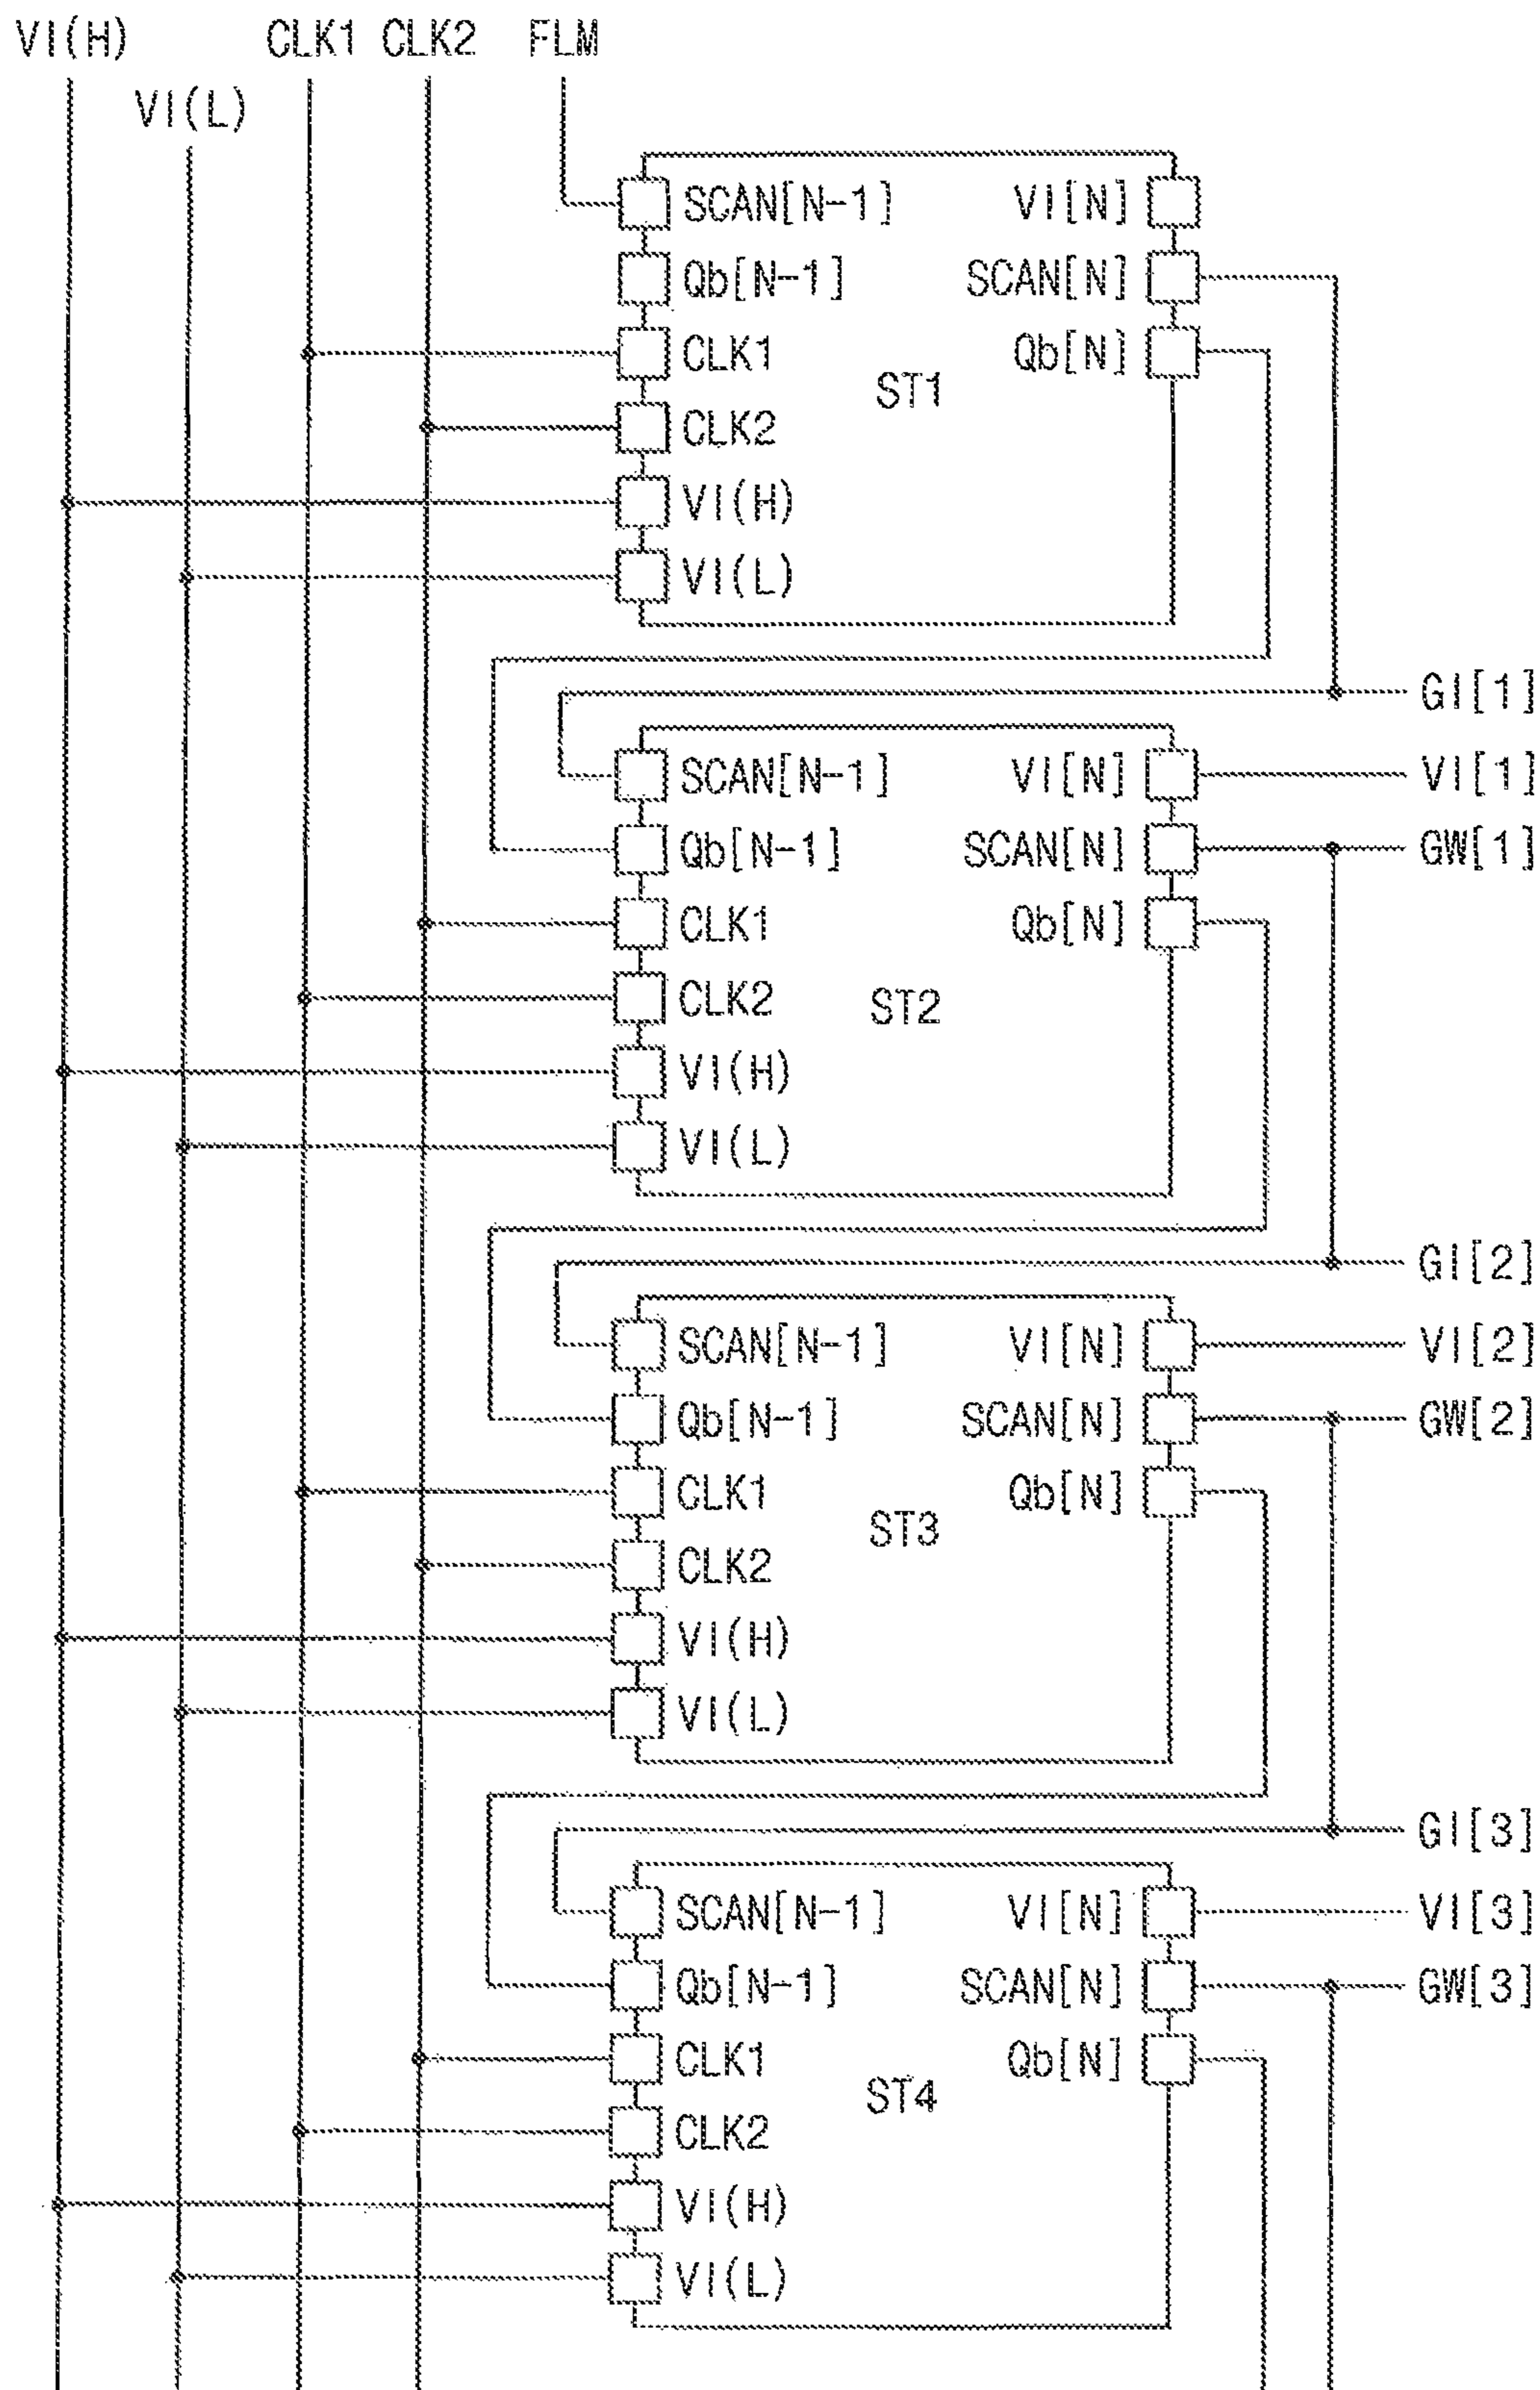 VI(H) CLK1 CLK2 FLM
VI(L)
SCAN[N-1] VI[N]
Qb[N-1] SCAN[N]
CLK1 Qb[N]
ST1
CLK2
VI(H)
VI(L)
GI[1]
SCAN[N-1] VI[N] VI[1]
Qb[N-1] SCAN[N] GW[1]
CLK1 Qb[N]
CLK2 ST2
VI(H)
VI(L)
GI[2]
SCAN[N-1] VI[N] VI[2]
Qb[N-1] SCAN[N] GW[2]
CLK1 Qb[N]
ST3
CLK2
VI(H)
VI(L)
GI[3]
SCAN[N-1] VI[N] VI[3]
Qb[N-1] SCAN[N] GW[3]
CLK1 Qb[N]
ST4
CLK2
VI(H)
VI(L)